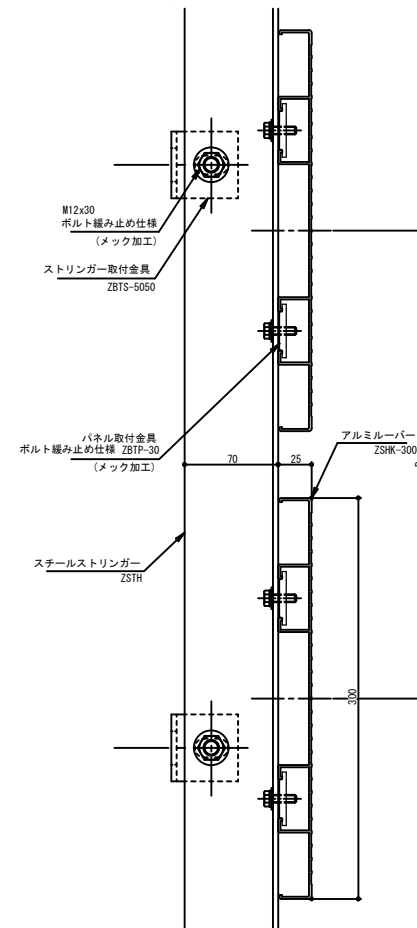 M12x30
ボルト緩み止め仕様
(メック加工)
ストリンガー取付金具
ZBTS-5050
パネル取付金具
ボルト緩み止め仕様 ZBTP-30
(メック加工)
70
25
アルミルーバー
ZSHK-300
スチールストリンガー
ZSTH
300